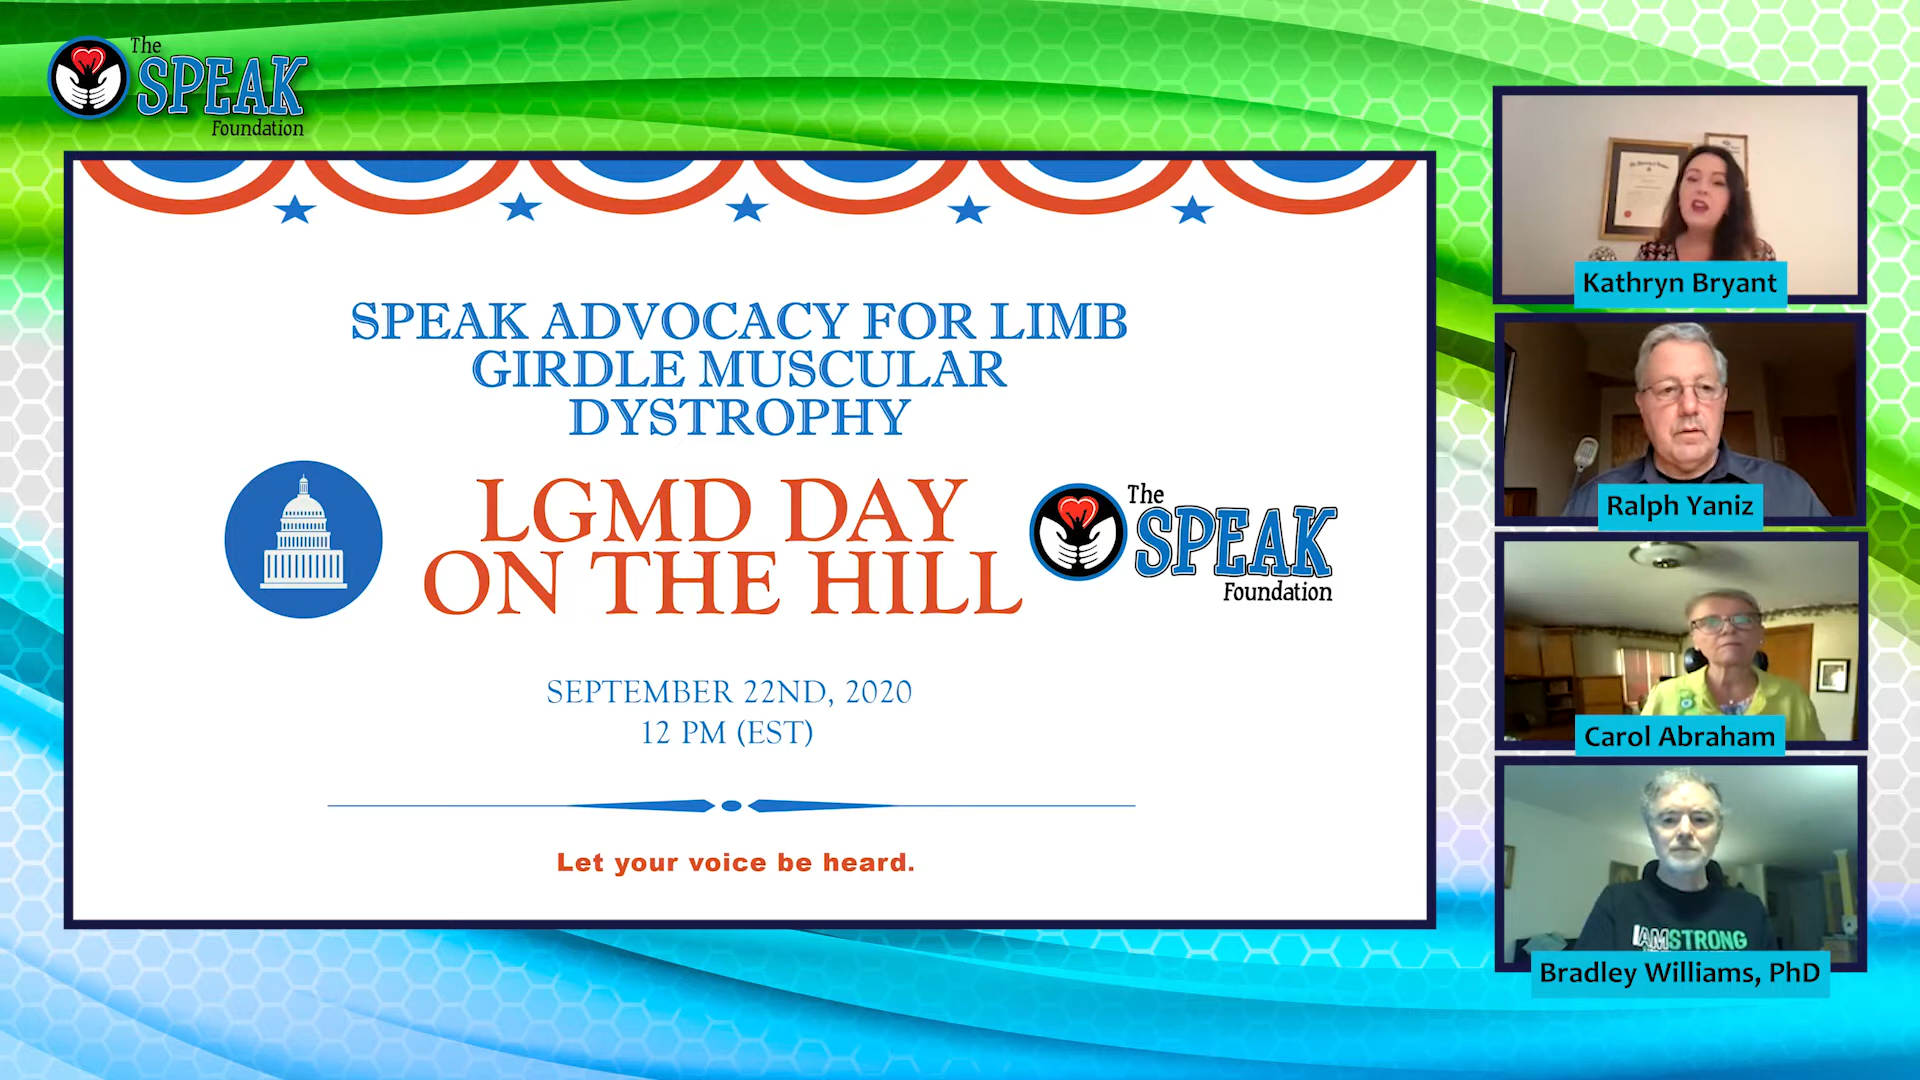 The
SPEAK
Foundation
SPEAK ADVOCACY FOR LIMB
GIRDLE MUSCULAR
DYSTROPHY
LGMD DAY
ON THE HILL
The
SPEAK
Foundation
SEPTEMBER 22ND, 2020
12 PM (EST)
Let your voice be heard.
Kathryn Bryant
Ralph Yaniz
Carol Abraham
IAMSTRONG
Bradley Williams, PhD